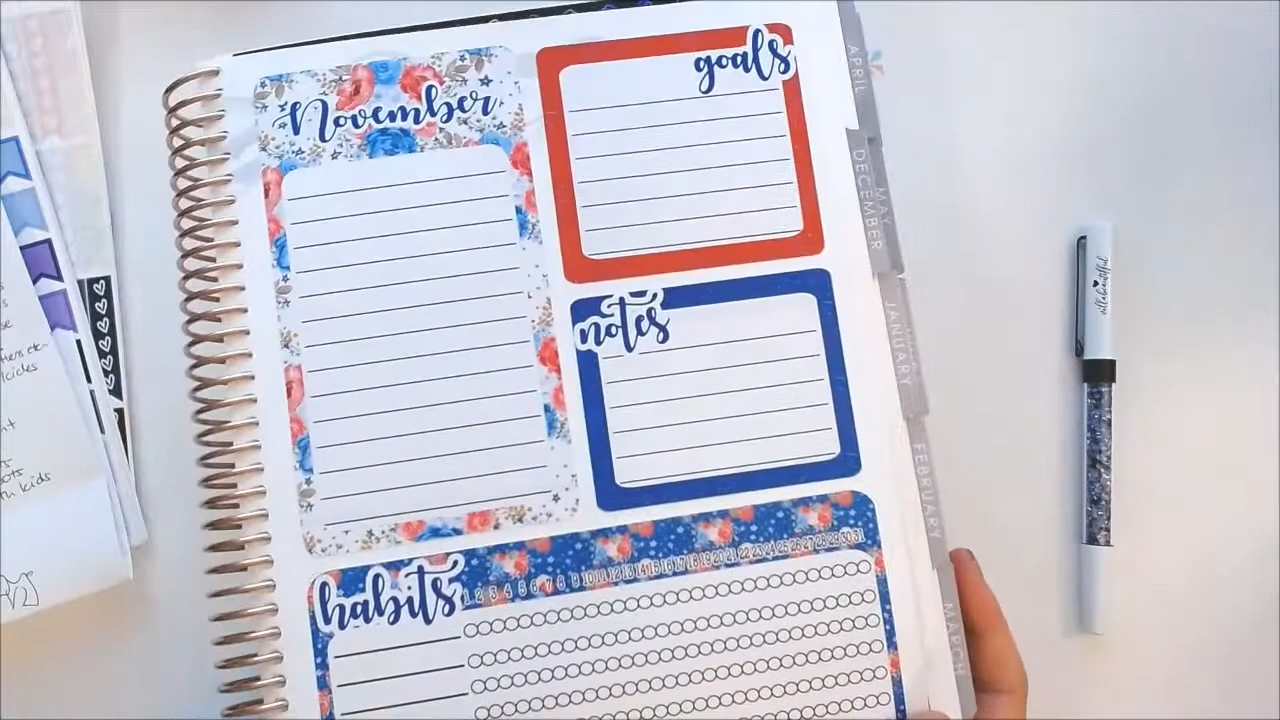 November
goals
notes
habits
1 2 3 4 5 6 7 8 9 10 11 12 13 14 15 16 17 18 19 20 21 22 23 24 25 26 27 28 29 30 31
APRIL
MAY
DECEMBER
JANUARY
FEBRUARY
MARCH
icicles
kids